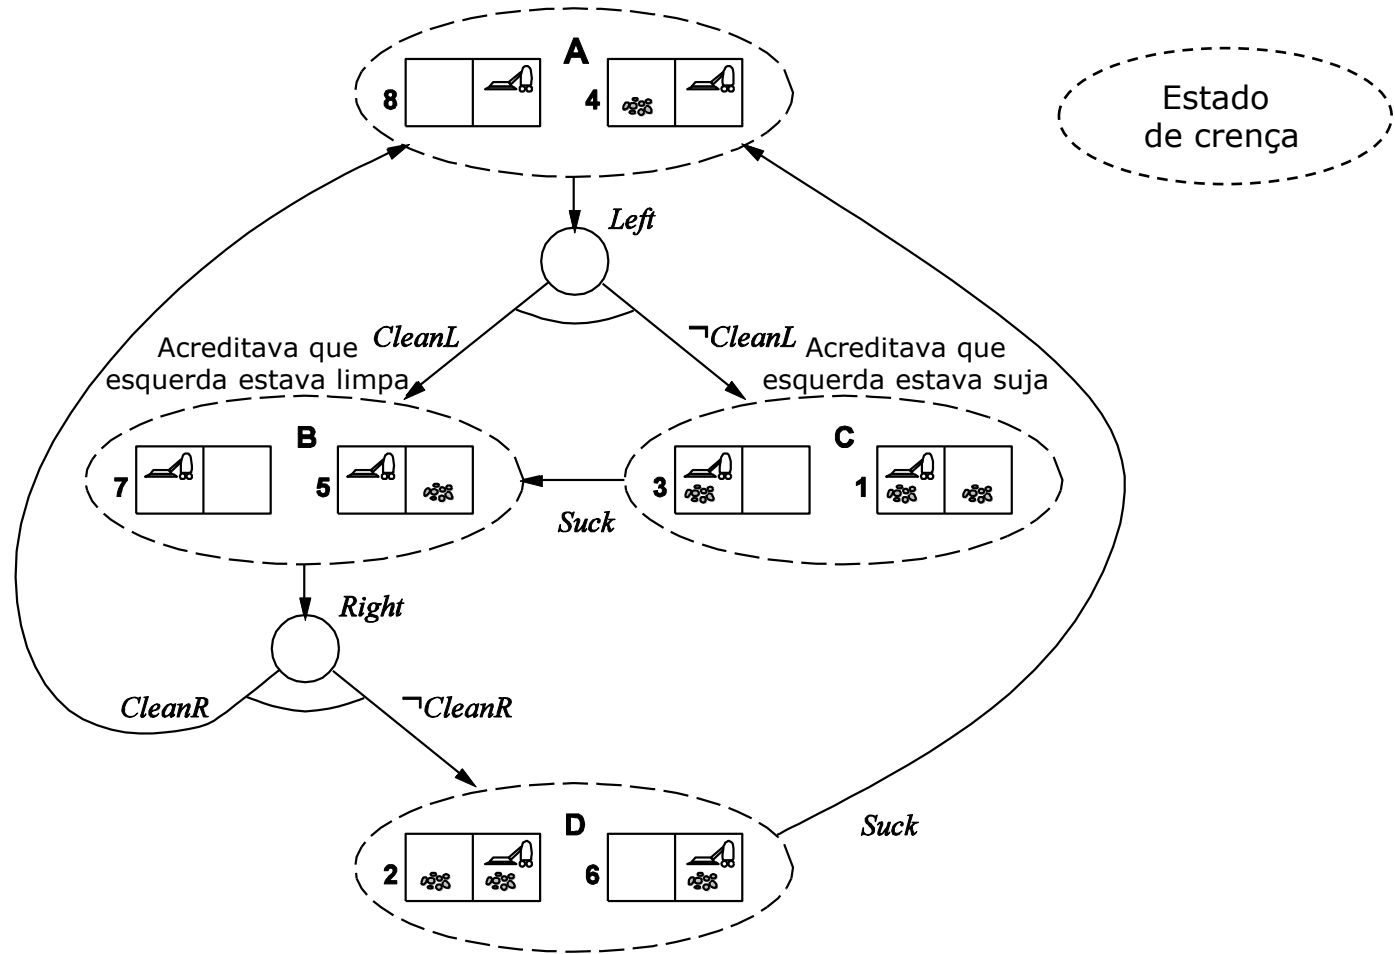 A
8
4
Estado
de crença
Left
CleanL
¬CleanL
Acreditava que
esquerda estava limpa
Acreditava que
esquerda estava suja
B
7
5
C
3
1
Suck
Right
CleanR
¬CleanR
D
2
6
Suck